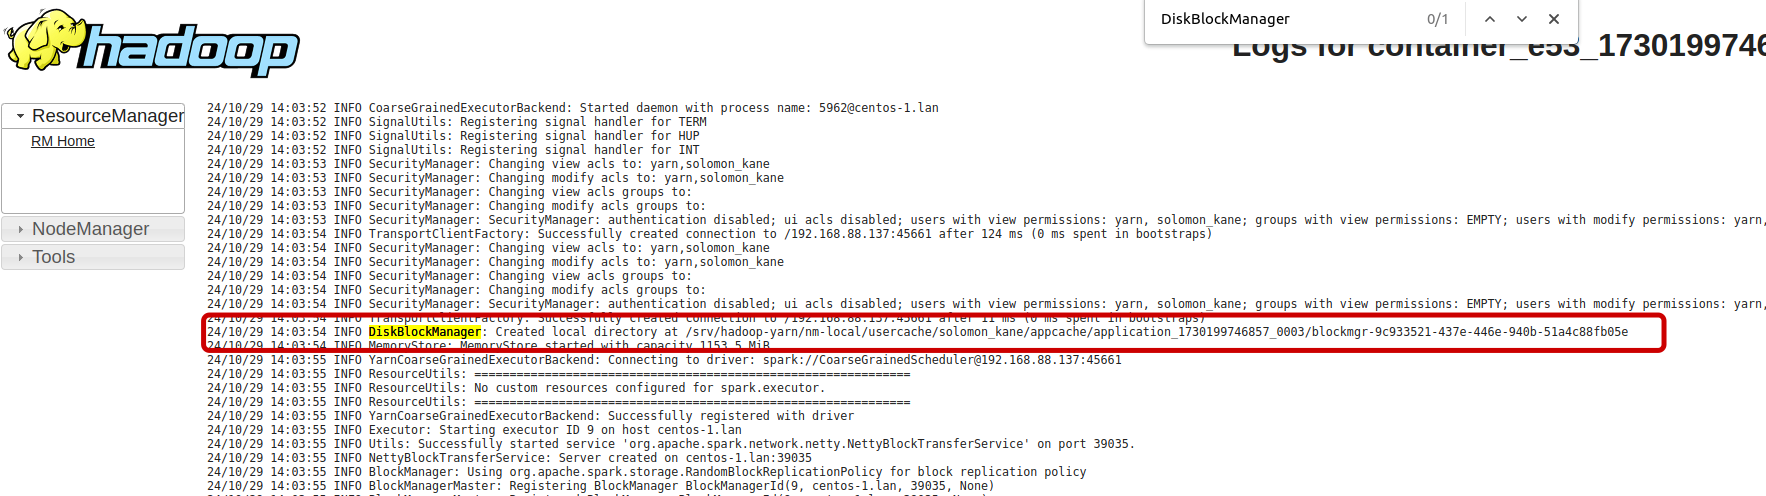 DiskBlockManager 0/1
hadoop
Logs for container_e53_1730199746
ResourceManager
RM Home
NodeManager
Tools
24/10/29 14:03:52 INFO CoarseGrainedExecutorBackend: Started daemon with process name: 5962@centos-1.lan
24/10/29 14:03:52 INFO SignalUtils: Registering signal handler for TERM
24/10/29 14:03:52 INFO SignalUtils: Registering signal handler for HUP
24/10/29 14:03:52 INFO SignalUtils: Registering signal handler for INT
24/10/29 14:03:53 INFO SecurityManager: Changing view acls to: yarn,solomon_kane
24/10/29 14:03:53 INFO SecurityManager: Changing modify acls to: yarn,solomon_kane
24/10/29 14:03:53 INFO SecurityManager: Changing view acls groups to:
24/10/29 14:03:53 INFO SecurityManager: Changing modify acls groups to:
24/10/29 14:03:53 INFO SecurityManager: SecurityManager: authentication disabled; ui acls disabled; users with view permissions: yarn, solomon_kane; groups with view permissions: EMPTY; users with modify permissions: yarn,
24/10/29 14:03:54 INFO TransportClientFactory: Successfully created connection to /192.168.88.137:45661 after 124 ms (0 ms spent in bootstraps)
24/10/29 14:03:54 INFO SecurityManager: Changing view acls to: yarn,solomon_kane
24/10/29 14:03:54 INFO SecurityManager: Changing modify acls to: yarn,solomon_kane
24/10/29 14:03:54 INFO SecurityManager: Changing view acls groups to:
24/10/29 14:03:54 INFO SecurityManager: Changing modify acls groups to:
24/10/29 14:03:54 INFO SecurityManager: SecurityManager: authentication disabled; ui acls disabled; users with view permissions: yarn, solomon_kane; groups with view permissions: EMPTY; users with modify permissions: yarn,
24/10/29 14:03:54 INFO TransportClientFactory: Successfully created connection to /192.168.88.137:45661 after 11 ms (0 ms spent in bootstraps)
24/10/29 14:03:54 INFO DiskBlockManager: Created local directory at /srv/hadoop-yarn/nm-local/usercache/solomon_kane/appcache/application_1730199746857_0003/blockmgr-9c933521-437e-446e-940b-51a4c88fb05e
24/10/29 14:03:54 INFO MemoryStore: MemoryStore started with capacity 1153.5 MiB
24/10/29 14:03:55 INFO YarnCoarseGrainedExecutorBackend: Connecting to driver: spark://CoarseGrainedScheduler@192.168.88.137:45661
24/10/29 14:03:55 INFO ResourceUtils: ==============================================================
24/10/29 14:03:55 INFO ResourceUtils: No custom resources configured for spark.executor.
24/10/29 14:03:55 INFO ResourceUtils: ==============================================================
24/10/29 14:03:55 INFO YarnCoarseGrainedExecutorBackend: Successfully registered with driver
24/10/29 14:03:55 INFO Executor: Starting executor ID 9 on host centos-1.lan
24/10/29 14:03:55 INFO Utils: Successfully started service 'org.apache.spark.network.netty.NettyBlockTransferService' on port 39035.
24/10/29 14:03:55 INFO NettyBlockTransferService: Server created on centos-1.lan:39035
24/10/29 14:03:55 INFO BlockManager: Using org.apache.spark.storage.RandomBlockReplicationPolicy for block replication policy
24/10/29 14:03:55 INFO BlockManagerMaster: Registering BlockManager BlockManagerId(9, centos-1.lan, 39035, None)